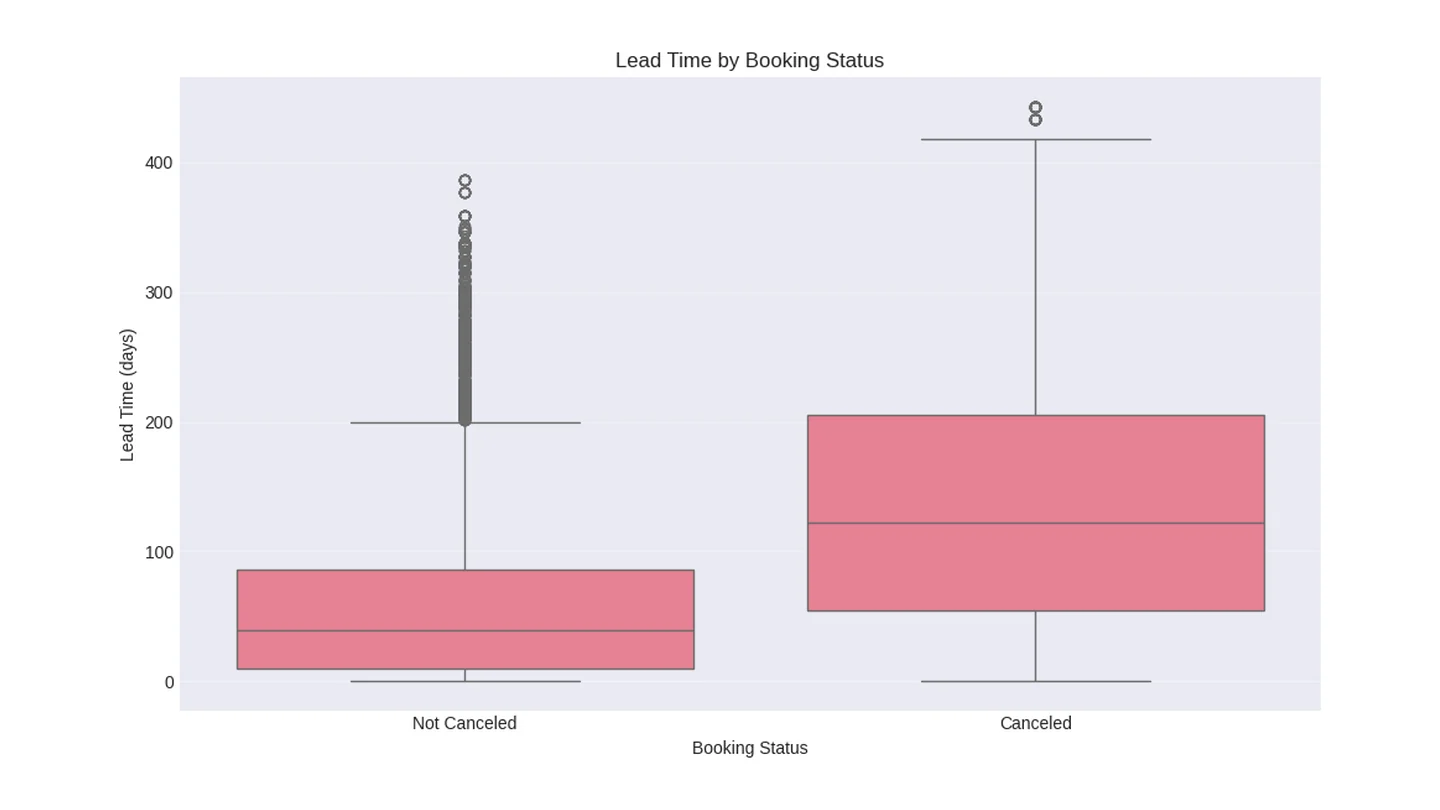 Lead Time by Booking Status
Lead Time (days)
400
300
200
100
0
Not Canceled
Canceled
Booking Status